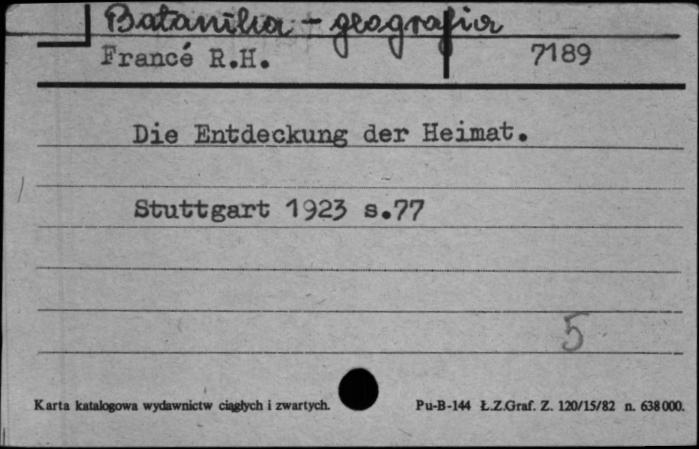 Botanika - geografia
Francé R.H. 7189
Die Entdeckung der Heimat.
Stuttgart 1923 s.77
5
Karta katalogowa wydawnictw ciągłych i zwartych. Pu-B-144 Ł.Z.Graf. Z. 120/15/82 n. 638000.